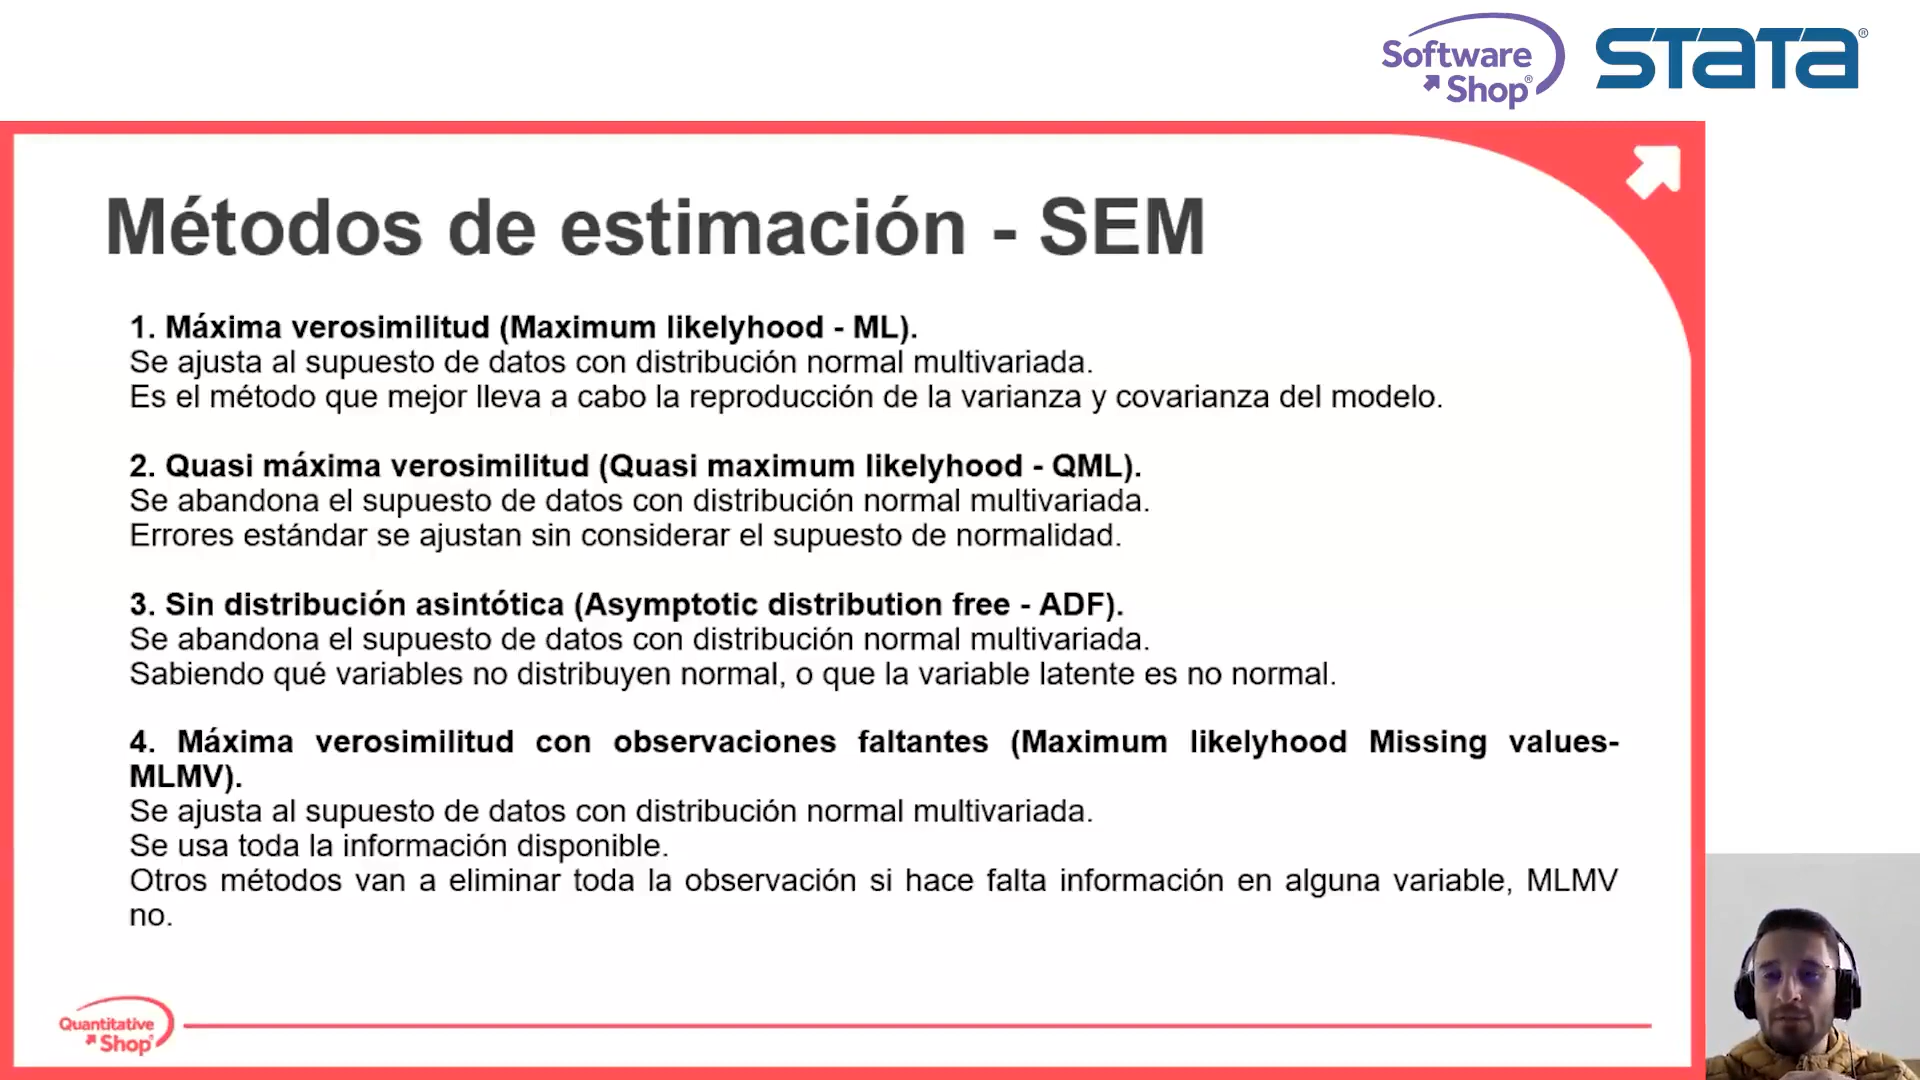 Software
Shop®
STATA®
Métodos de estimación - SEM
1. Máxima verosimilitud (Maximum likelyhood - ML).
Se ajusta al supuesto de datos con distribución normal multivariada.
Es el método que mejor lleva a cabo la reproducción de la varianza y covarianza del modelo.
2. Quasi máxima verosimilitud (Quasi maximum likelyhood - QML).
Se abandona el supuesto de datos con distribución normal multivariada.
Errores estándar se ajustan sin considerar el supuesto de normalidad.
3. Sin distribución asintótica (Asymptotic distribution free - ADF).
Se abandona el supuesto de datos con distribución normal multivariada.
Sabiendo qué variables no distribuyen normal, o que la variable latente es no normal.
4. Máxima verosimilitud con observaciones faltantes (Maximum likelyhood Missing values-
MLMV).
Se ajusta al supuesto de datos con distribución normal multivariada.
Se usa toda la información disponible.
Otros métodos van a eliminar toda la observación si hace falta información en alguna variable, MLMV
no.
Quantitative
Shop®